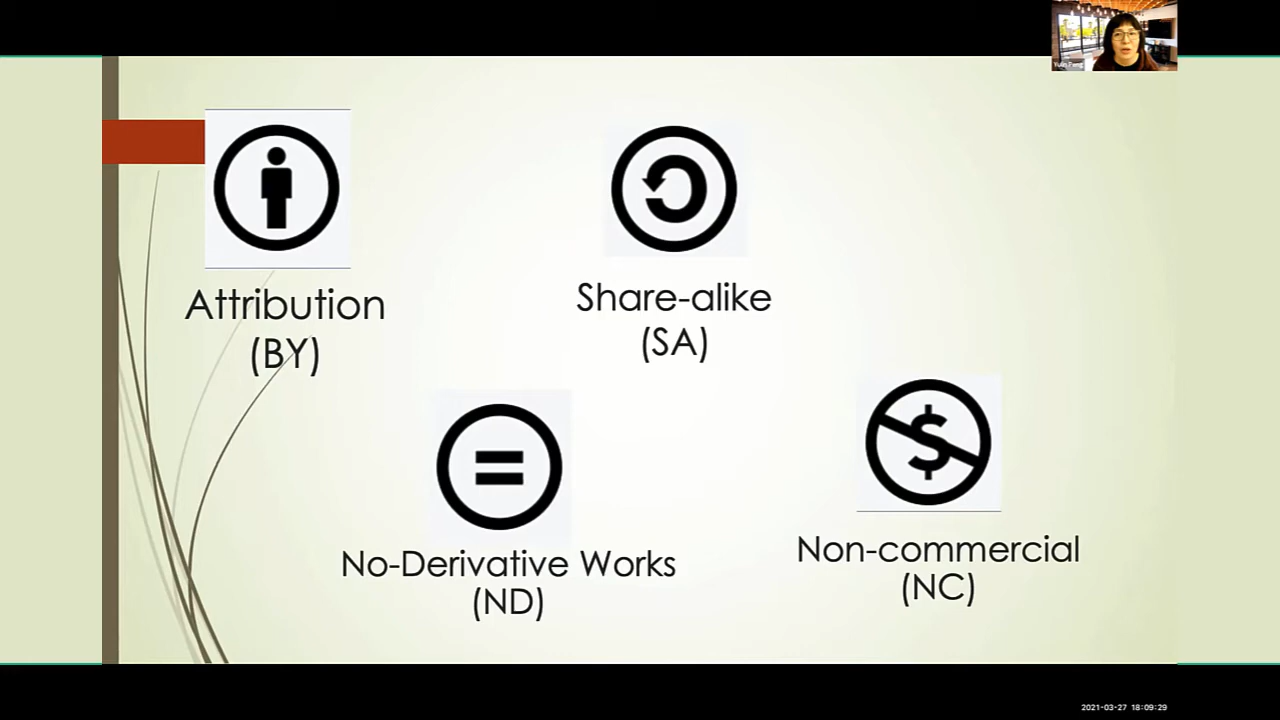 Attribution
(BY)
Share-alike
(SA)
No-Derivative Works
(ND)
Non-commercial
(NC)
2021-03-27 18:09:29